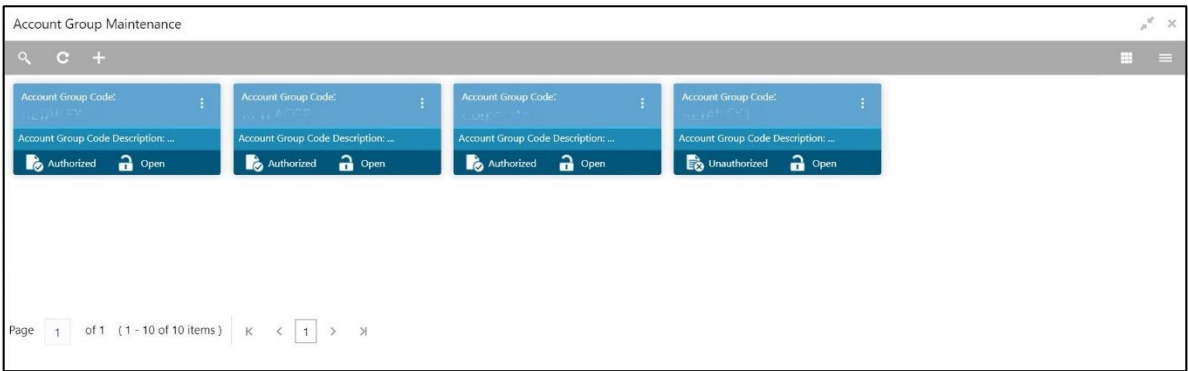 Account Group Maintenance
Account Group Code: Account Group Code: Account Group Code: Account Group Code:
Corporate
Account Group Code Description: ... Account Group Code Description: ... Account Group Code Description: ... Account Group Code Description: ...
Authorized Open Authorized Open Authorized Open Unauthorized Open
Page 1 of 1 ( 1 - 10 of 10 items ) 1